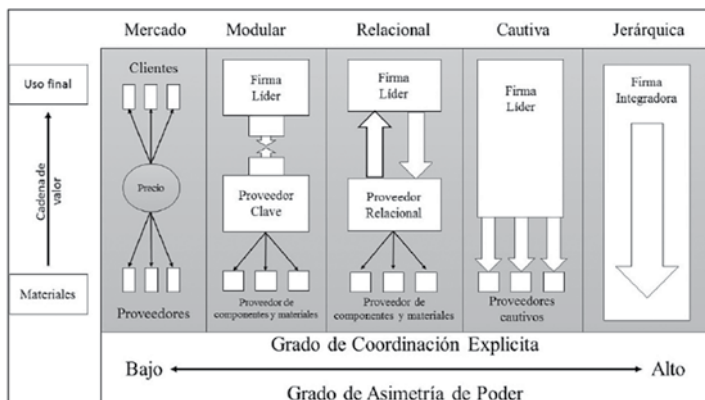 Mercado
Modular
Relacional
Cautiva
Jerárquica
Uso final
Cadena de
valor
Materiales
Clientes
Precio
Proveedores
Firma
Líder
Proveedor
Clave
Proveedor de
componentes y materiales
Firma
Líder
Proveedor
Relacional
Proveedor de
componentes y materiales
Firma
Líder
Proveedores
cautivos
Firma
Integradora
Grado de Coordinación Explicita
Bajo
Alto
Grado de Asimetría de Poder